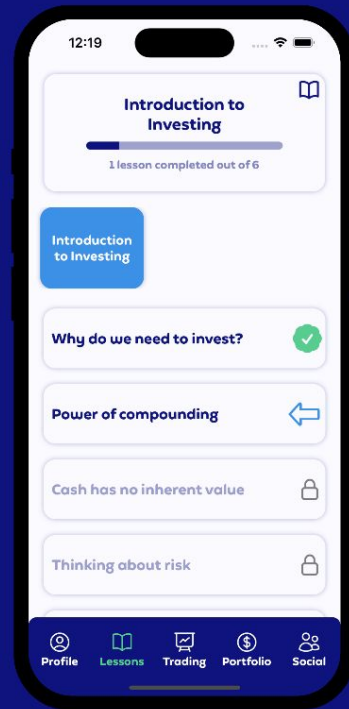 12:19
Introduction to
Investing
1 lesson completed out of 6
Introduction
to Investing
Why do we need to invest?
Power of compounding
Cash has no inherent value
Thinking about risk
Profile Lessons Trading Portfolio Social